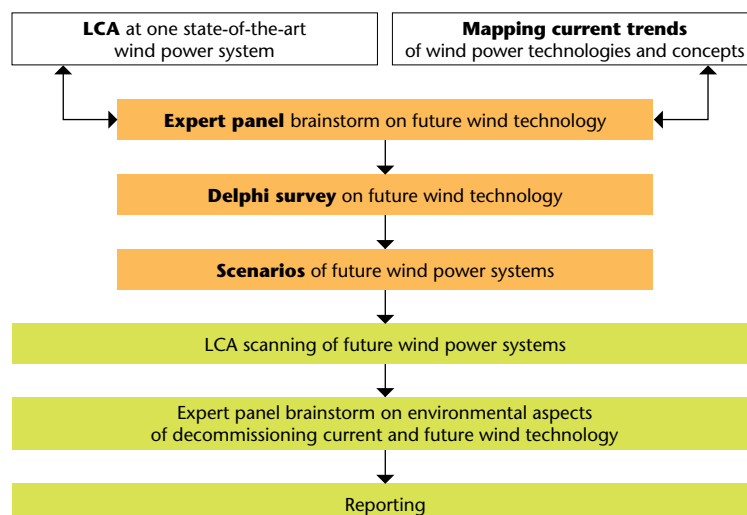 LCA at one state-of-the-art
wind power system
Mapping current trends
of wind power technologies and concepts
Expert panel brainstorm on future wind technology
Delphi survey on future wind technology
Scenarios of future wind power systems
LCA scanning of future wind power systems
Expert panel brainstorm on environmental aspects
of decommissioning current and future wind technology
Reporting